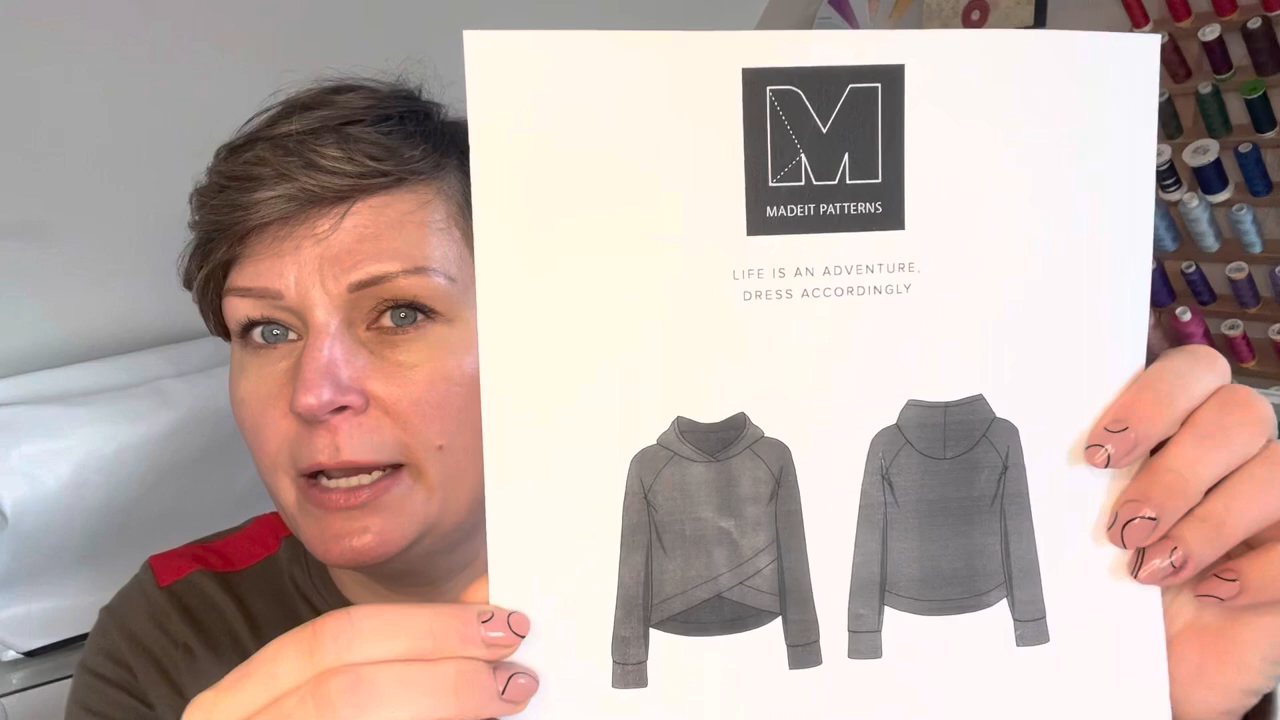 M
MADEIT PATTERNS
LIFE IS AN ADVENTURE,
DRESS ACCORDINGLY